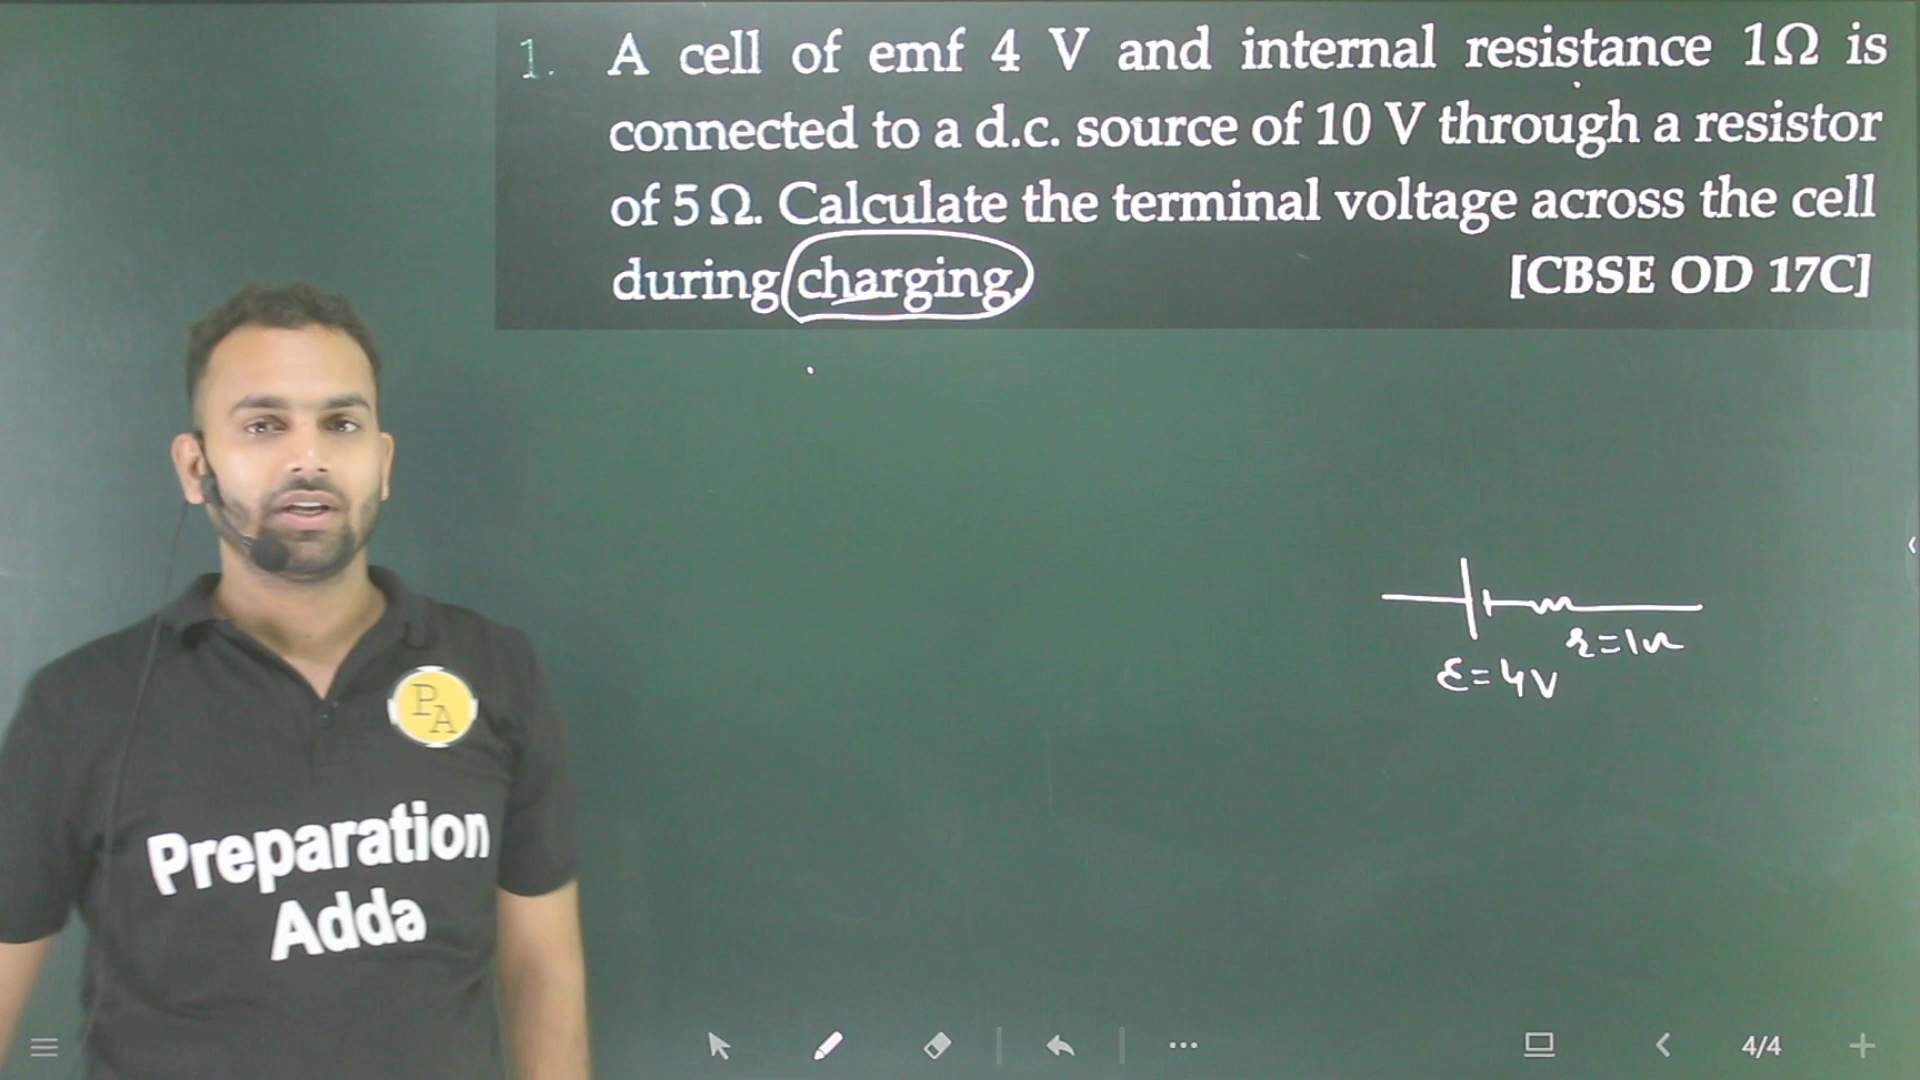 1. A cell of emf 4 V and internal resistance 1Ω is
connected to a d.c. source of 10 V through a resistor
of 5 Ω. Calculate the terminal voltage across the cell
during charging.
[CBSE OD 17C]
r=1Ω
ε=4V
PA
Preparation
Adda
4/4